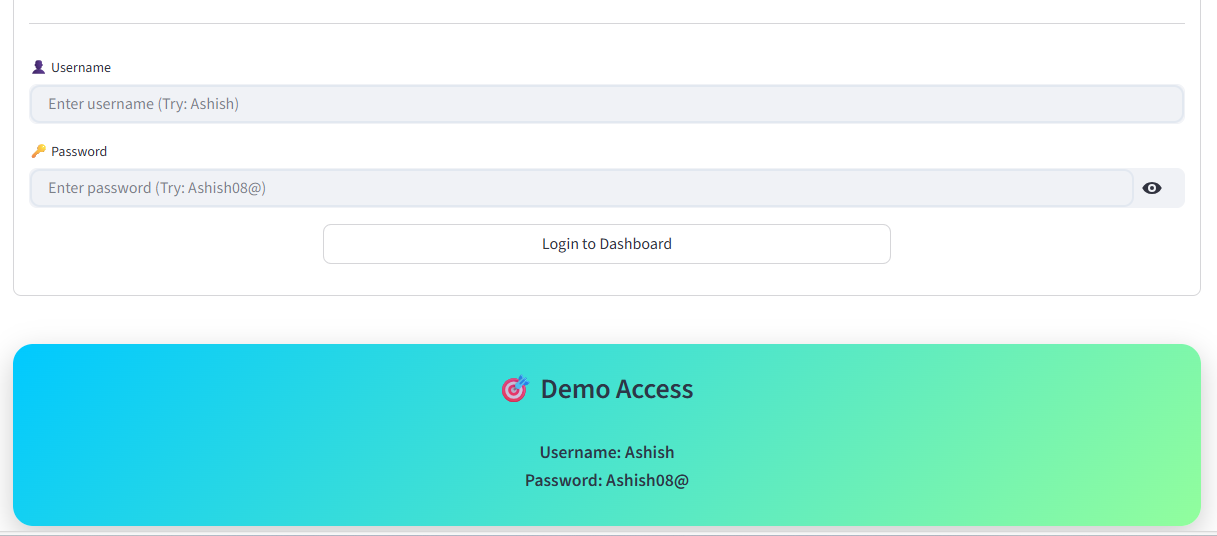 Username
Enter username (Try: Ashish)
Password
Enter password (Try: Ashish08@)
Login to Dashboard
Demo Access
Username: Ashish
Password: Ashish08@